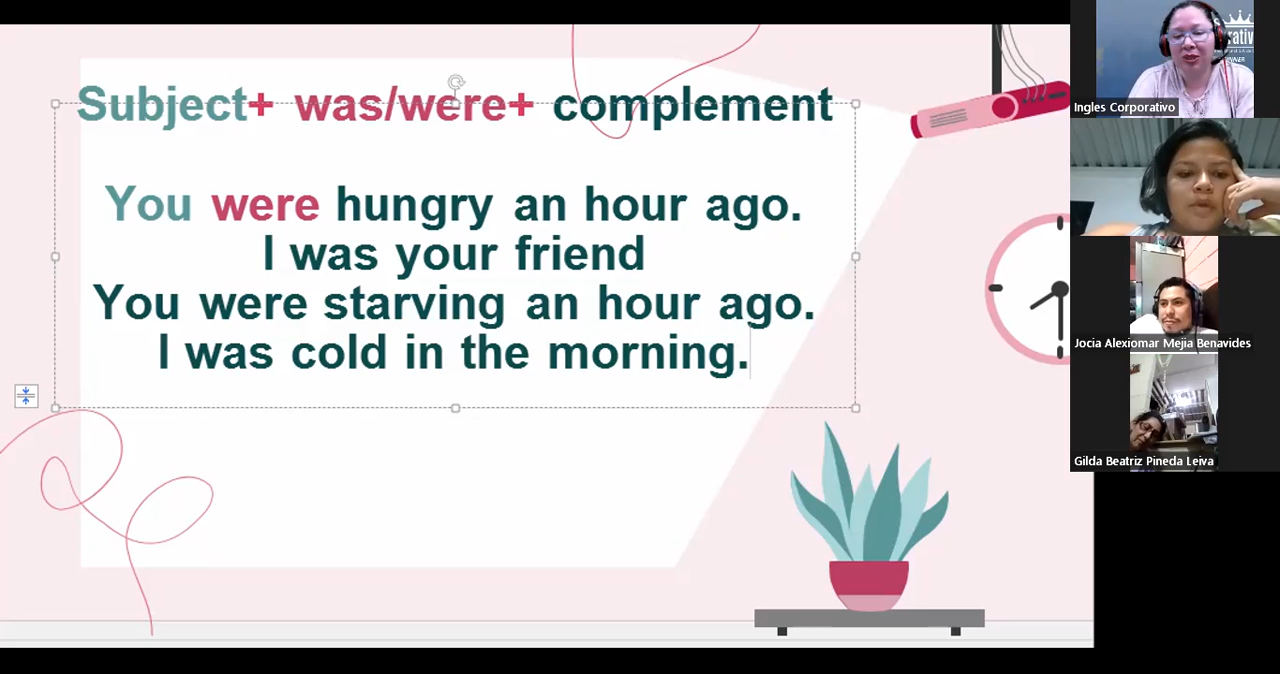 Subject+ was/were+ complement
You were hungry an hour ago.
I was your friend
You were starving an hour ago.
I was cold in the morning.
Ingles Corporativo
Jocia Alexiomar Mejia Benavides
Gilda Beatriz Pineda Leiva